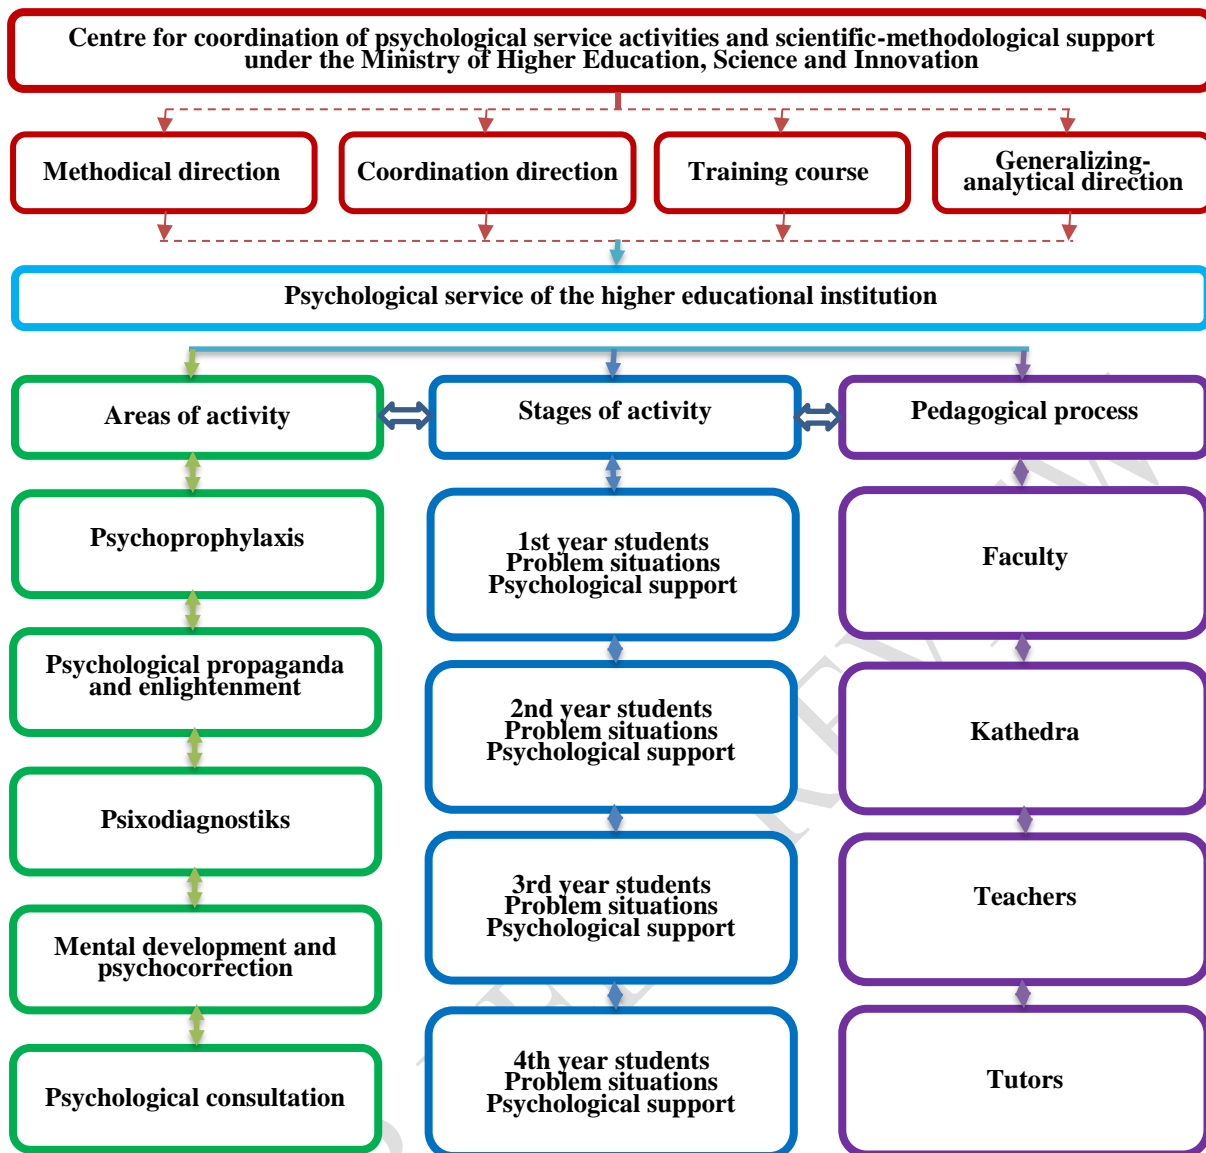 Centre for coordination of psychological service activities and scientific-methodological support
under the Ministry of Higher Education, Science and Innovation
Methodical direction
Coordination direction
Training course
Generalizing-
analytical direction
Psychological service of the higher educational institution
Areas of activity
Stages of activity
Pedagogical process
Psychoprophylaxis
1st year students
Problem situations
Psychological support
Faculty
Psychological propaganda
and enlightenment
2nd year students
Problem situations
Psychological support
Kathedra
Psixodiagnostiks
3rd year students
Problem situations
Psychological support
Teachers
Mental development and
psychocorrection
4th year students
Problem situations
Psychological support
Tutors
Psychological consultation